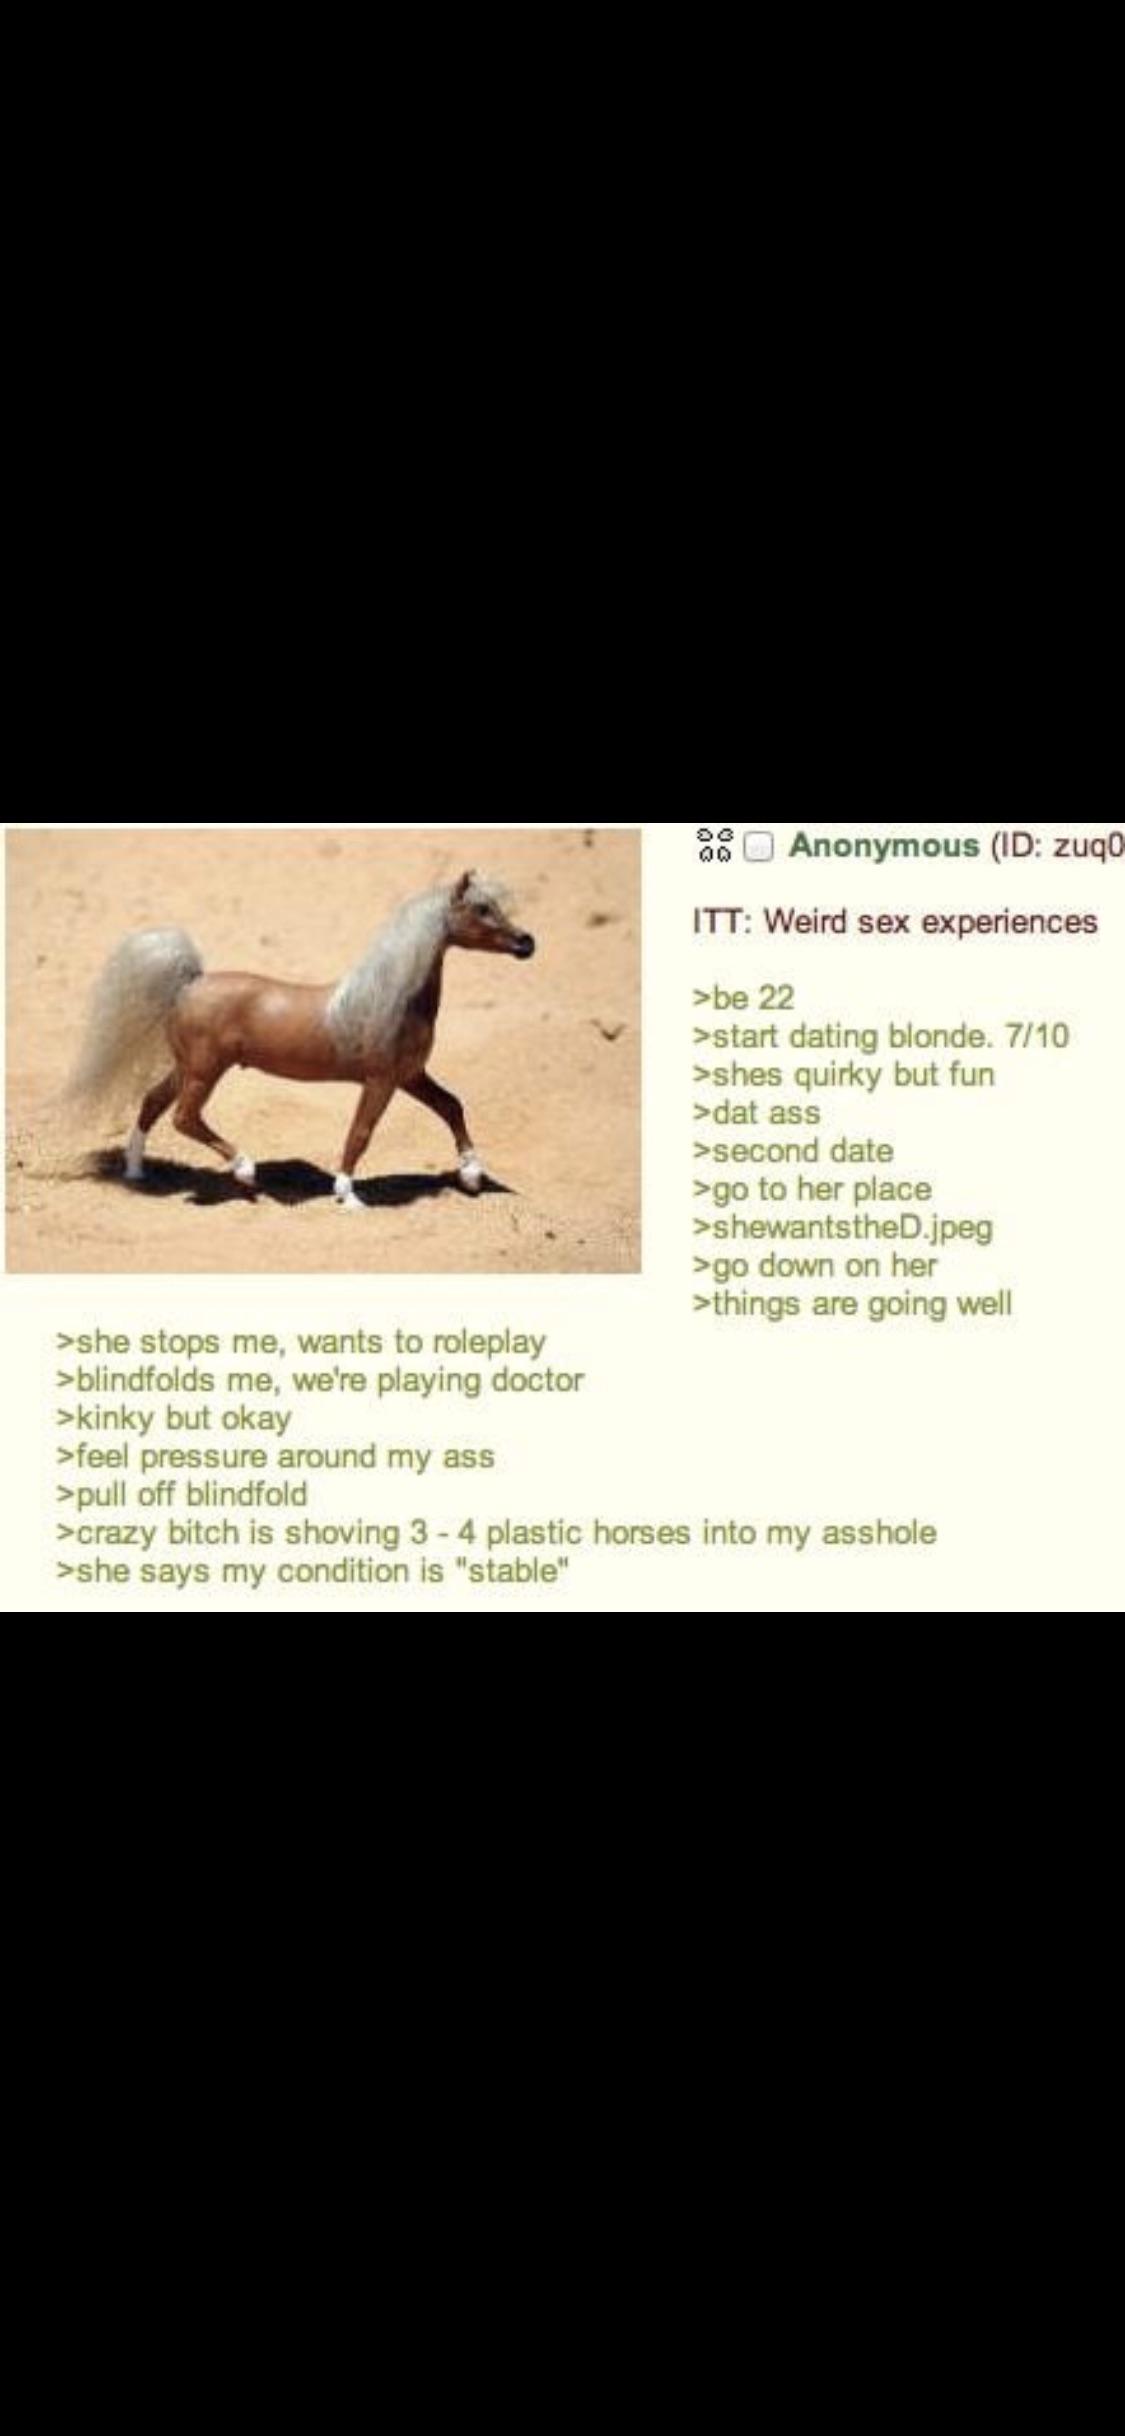 Anonymous (ID: zuq0
ITT: Weird sex experiences
>be 22
>start dating blonde. 7/10
>shes quirky but fun
>dat ass
>second date
>go to her place
>shewantstheD.jpeg
>go down on her
>things are going well
>she stops me, wants to roleplay
>blindfolds me, we're playing doctor
>kinky but okay
>feel pressure around my ass
>pull off blindfold
>crazy bitch is shoving 3 - 4 plastic horses into my asshole
>she says my condition is "stable"